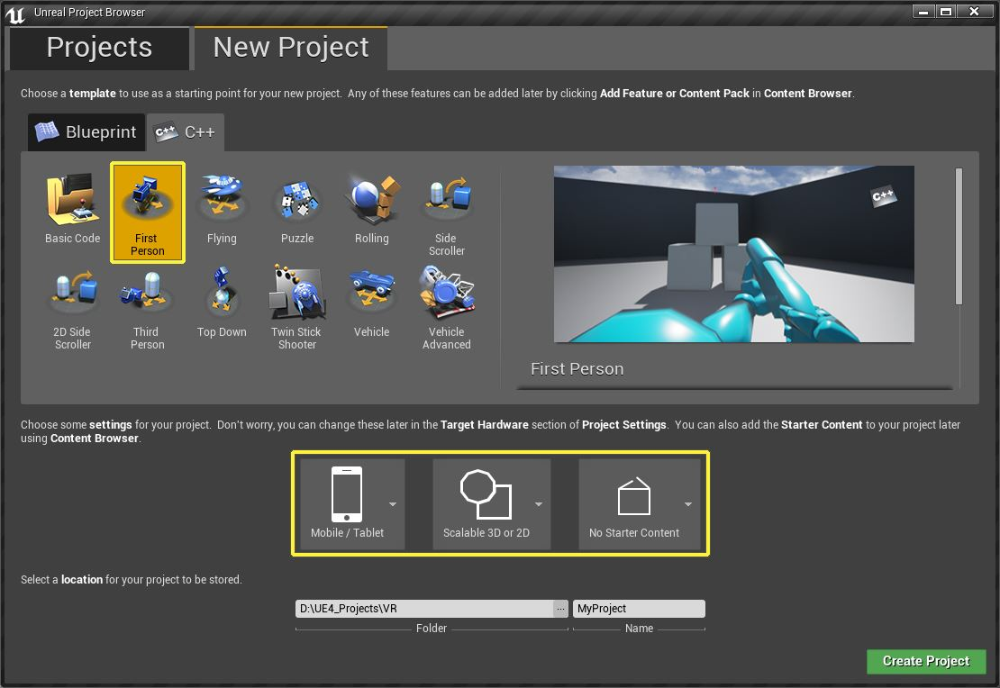 Unreal Project Browser
Projects
New Project
Choose a template to use as a starting point for your new project. Any of these features can be added later by clicking Add Feature or Content Pack in Content Browser.
Blueprint
C++
C++
Basic Code
First
Person
Flying
Puzzle
Rolling
Side
Scroller
C++
2D Side
Scroller
Third
Person
Top Down
Twin Stick
Shooter
Vehicle
Vehicle
Advanced
First Person
Choose some settings for your project. Don't worry, you can change these later in the Target Hardware section of Project Settings. You can also add the Starter Content to your project later
using Content Browser.
Mobile / Tablet
Scalable 3D or 2D
No Starter Content
Select a location for your project to be stored.
D:\UE4_Projects\VR
...
MyProject
Folder
Name
Create Project